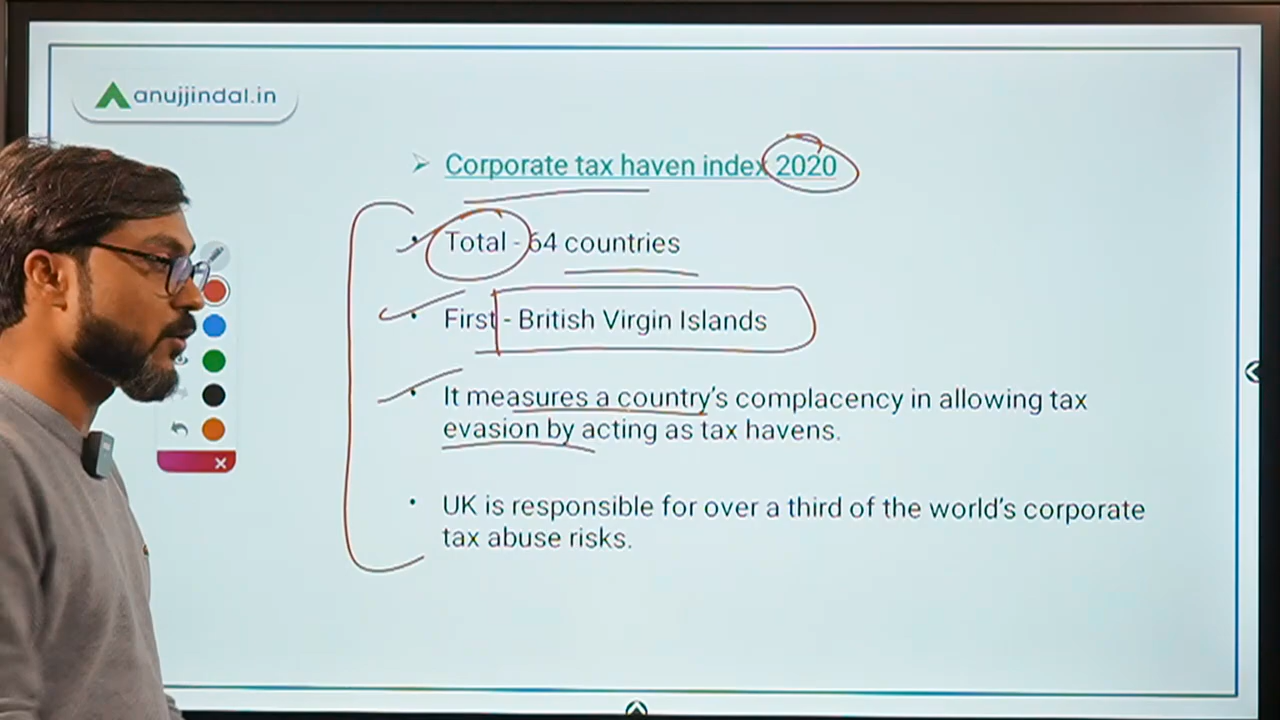 anujjindal.in
➢ Corporate tax haven index 2020
• Total - 64 countries
• First - British Virgin Islands
• It measures a country's complacency in allowing tax
evasion by acting as tax havens.
• UK is responsible for over a third of the world's corporate
tax abuse risks.